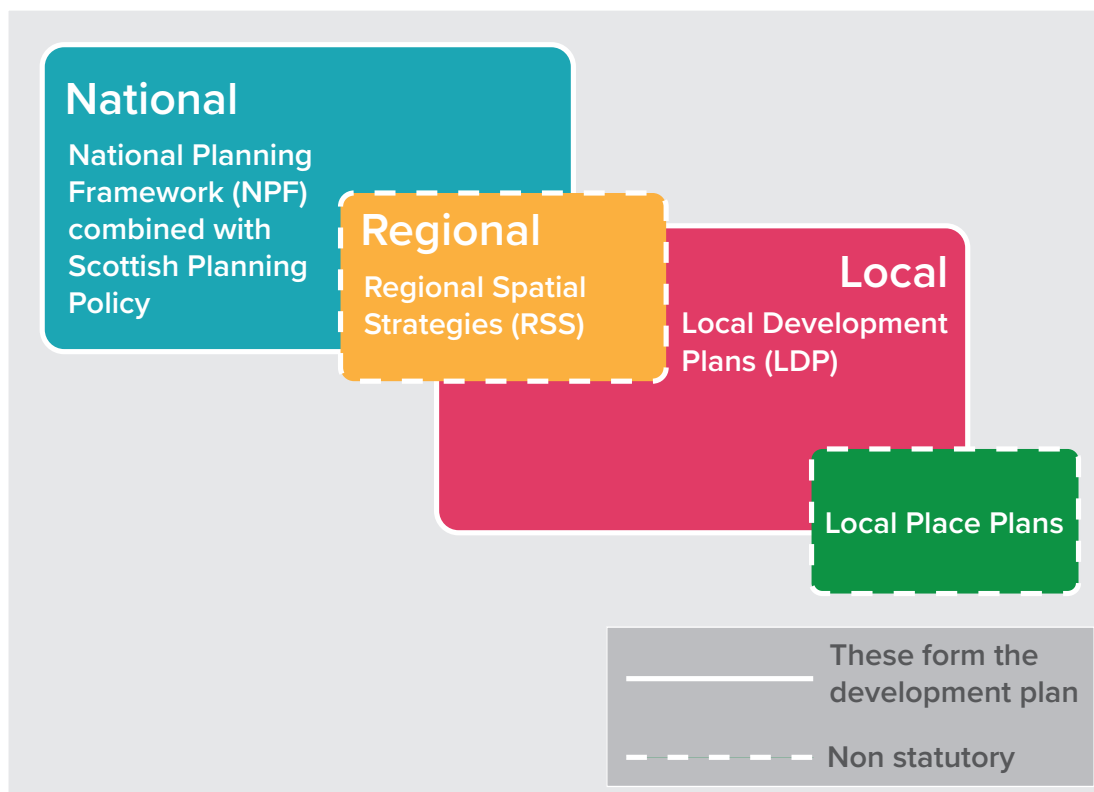 National
National Planning
Framework (NPF)
combined with
Scottish Planning
Policy
Regional
Regional Spatial
Strategies (RSS)
Local
Local Development
Plans (LDP)
Local Place Plans
These form the
development plan
Non statutory